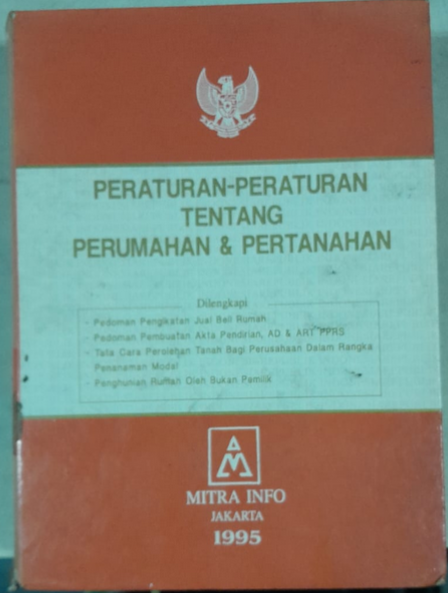 PERATURAN-PERATURAN
TENTANG
PERUMAHAN & PERTANAHAN
Dilengkapi
- Pedoman Pengikatan Jual Beli Rumah
- Pedoman Pembuatan Akta Pendirian, AD & ART PPRS
- Tata Cara Perolehan Tanah Bagi Perusahaan Dalam Rangka
Penanaman Modal
- Penghunian Rumah Oleh Bukan Pemilik
MITRA INFO
JAKARTA
1995